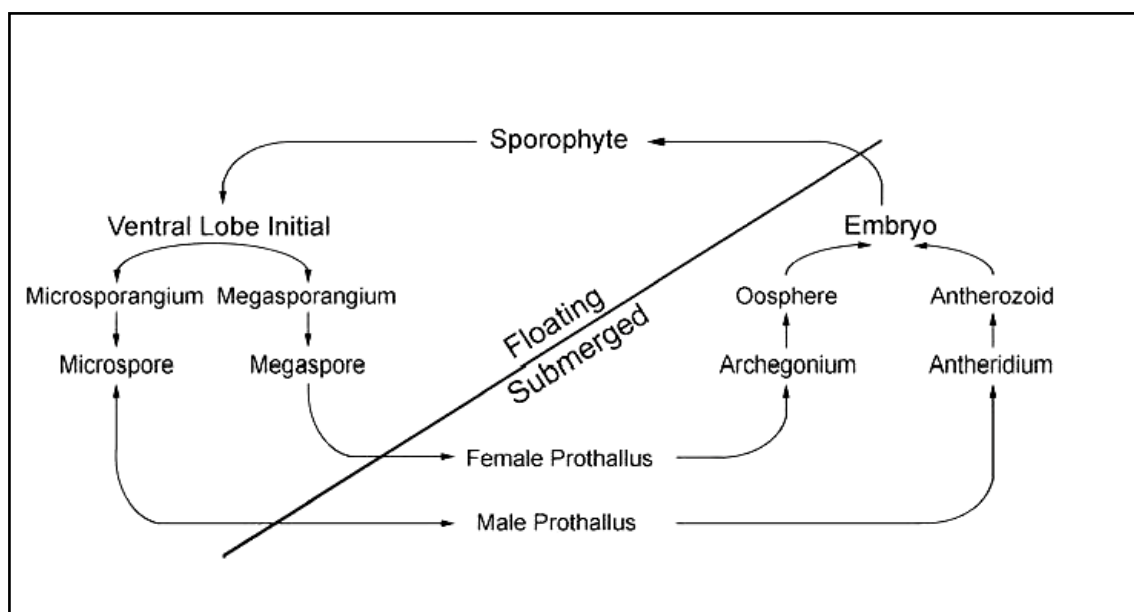 Sporophyte
Ventral Lobe Initial
Embryo
Microsporangium
Megasporangium
Oosphere
Antherozoid
Floating
Submerged
Microspore
Megaspore
Archegonium
Antheridium
Female Prothallus
Male Prothallus